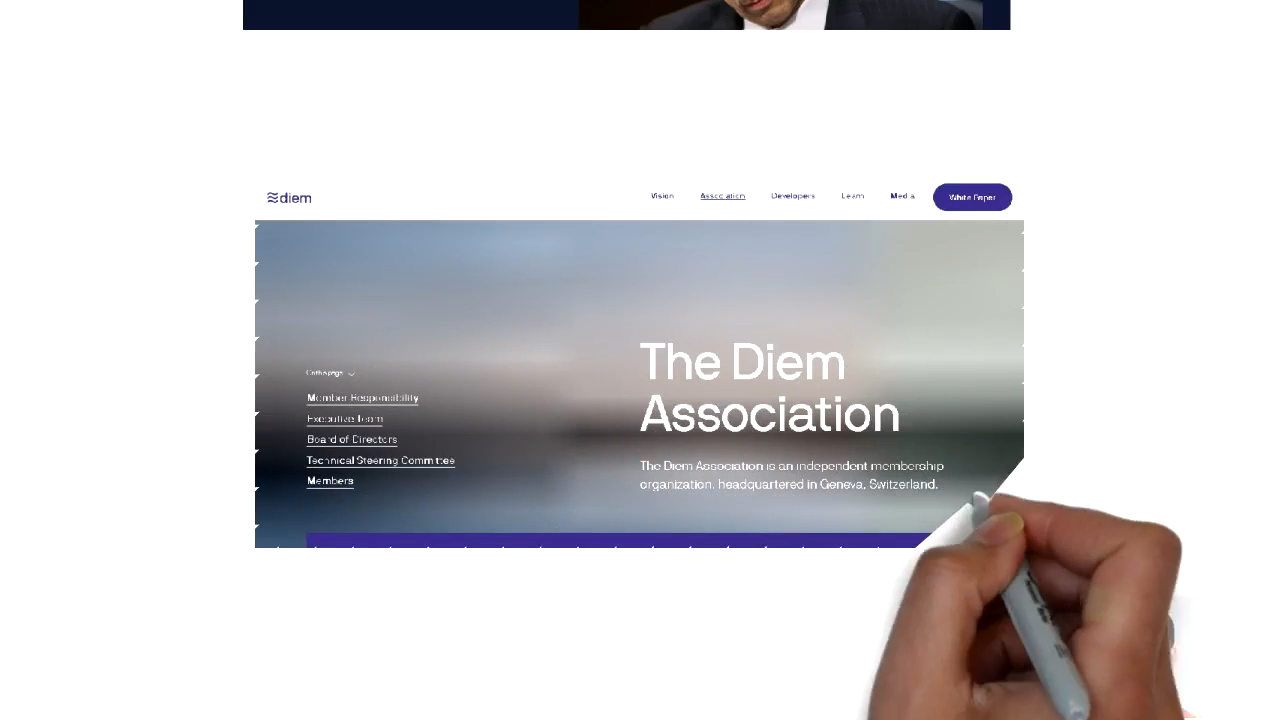 diem
Vision Association Developers Learn Media White Paper
The Diem
Association
On this page
Member Responsibility
Executive Team
Board of Directors
Technical Steering Committee
Members
The Diem Association is an independent membership
organization, headquartered in Geneva, Switzerland.